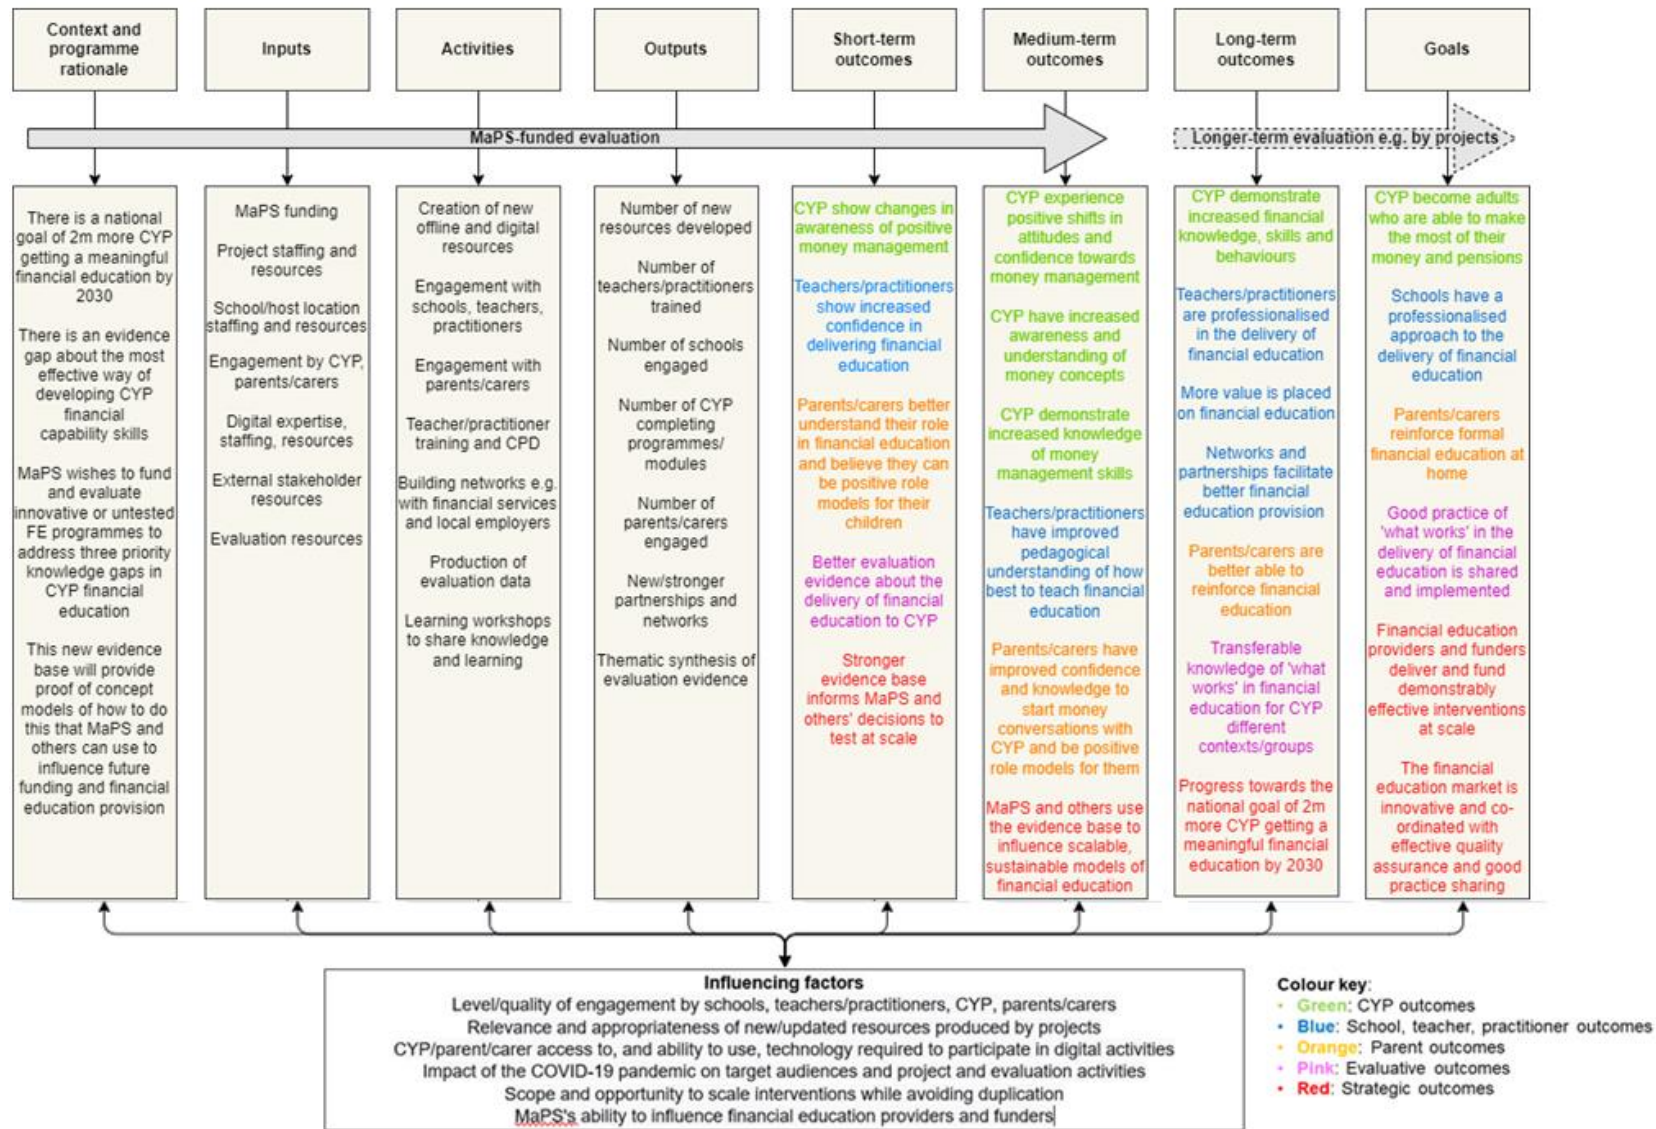 Context and
programme
rationale
Inputs
Activities
Outputs
Short-term
outcomes
Medium-term
outcomes
Long-term
outcomes
Goals
MaPS-funded evaluation
Longer-term evaluation e.g. by projects
There is a national
goal of 2m more CYP
getting a meaningful
financial education by
2030
There is an evidence
gap about the most
effective way of
developing CYP
financial
capability skills
MaPS wishes to fund
and evaluate
innovative or untested
FE programmes to
address three priority
knowledge gaps in
CYP financial
education
This new evidence
base will provide
proof of concept
models of how to do
this that MaPS and
others can use to
influence future
funding and financial
education provision
MaPS funding
Project staffing and
resources
School/host location
staffing and resources
Engagement by CYP,
parents/carers
Digital expertise,
staffing, resources
External stakeholder
resources
Evaluation resources
Creation of new
offline and digital
resources
Engagement with
schools, teachers,
practitioners
Engagement with
parents/carers
Teacher/practitioner
training and CPD
Building networks e.g.
with financial services
and local employers
Production of
evaluation data
Learning workshops
to share knowledge
and learning
Number of new
resources developed
Number of
teachers/practitioners
trained
Number of schools
engaged
Number of CYP
completing
programmes/
modules
Number of
parents/carers
engaged
New/stronger
partnerships and
networks
Thematic synthesis of
evaluation evidence
CYP show changes in
awareness of positive
money management
Teachers/practitioners
show increased
confidence in
delivering financial
education
Parents/carers better
understand their role
in financial education
and believe they can
be positive role
models for their
children
Better evaluation
evidence about the
delivery of financial
education to CYP
Stronger
evidence base
informs MaPS and
others' decisions to
test at scale
CYP experience
positive shifts in
attitudes and
confidence towards
money management
CYP have increased
awareness and
understanding of
money concepts
CYP demonstrate
increased knowledge
of money
management skills
Teachers/practitioners
have improved
pedagogical
understanding of how
best to teach financial
education
Parents/carers have
improved confidence
and knowledge to
start money
conversations with
CYP and be positive
role models for them
MaPS and others use
the evidence base to
influence scalable,
sustainable models of
financial education
CYP demonstrate
increased financial
knowledge, skills and
behaviours
Teachers/practitioners
are professionalised
in the delivery of
financial education
More value is placed
on financial education
Networks and
partnerships facilitate
better financial
education provision
Parents/carers are
better able to
reinforce financial
education
Transferable
knowledge of 'what
works' in financial
education for CYP
different
contexts/groups
Progress towards the
national goal of 2m
more CYP getting a
meaningful financial
education by 2030
CYP become adults
who are able to make
the most of their
money and pensions
Schools have a
professionalised
approach to the
delivery of financial
education
Parents/carers
reinforce formal
financial education at
home
Good practice of
'what works' in the
delivery of financial
education is shared
and implemented
Financial education
providers and funders
deliver and fund
demonstrably
effective interventions
at scale
The financial
education market is
innovative and co-
ordinated with
effective quality
assurance and good
practice sharing
Influencing factors
Level/quality of engagement by schools, teachers/practitioners, CYP, parents/carers
Relevance and appropriateness of new/updated resources produced by projects
CYP/parent/carer access to, and ability to use, technology required to participate in digital activities
Impact of the COVID-19 pandemic on target audiences and project and evaluation activities
Scope and opportunity to scale interventions while avoiding duplication
MaPS's ability to influence financial education providers and funders
Colour key:
• Green: CYP outcomes
• Blue: School, teacher, practitioner outcomes
• Orange: Parent outcomes
• Pink: Evaluative outcomes
• Red: Strategic outcomes